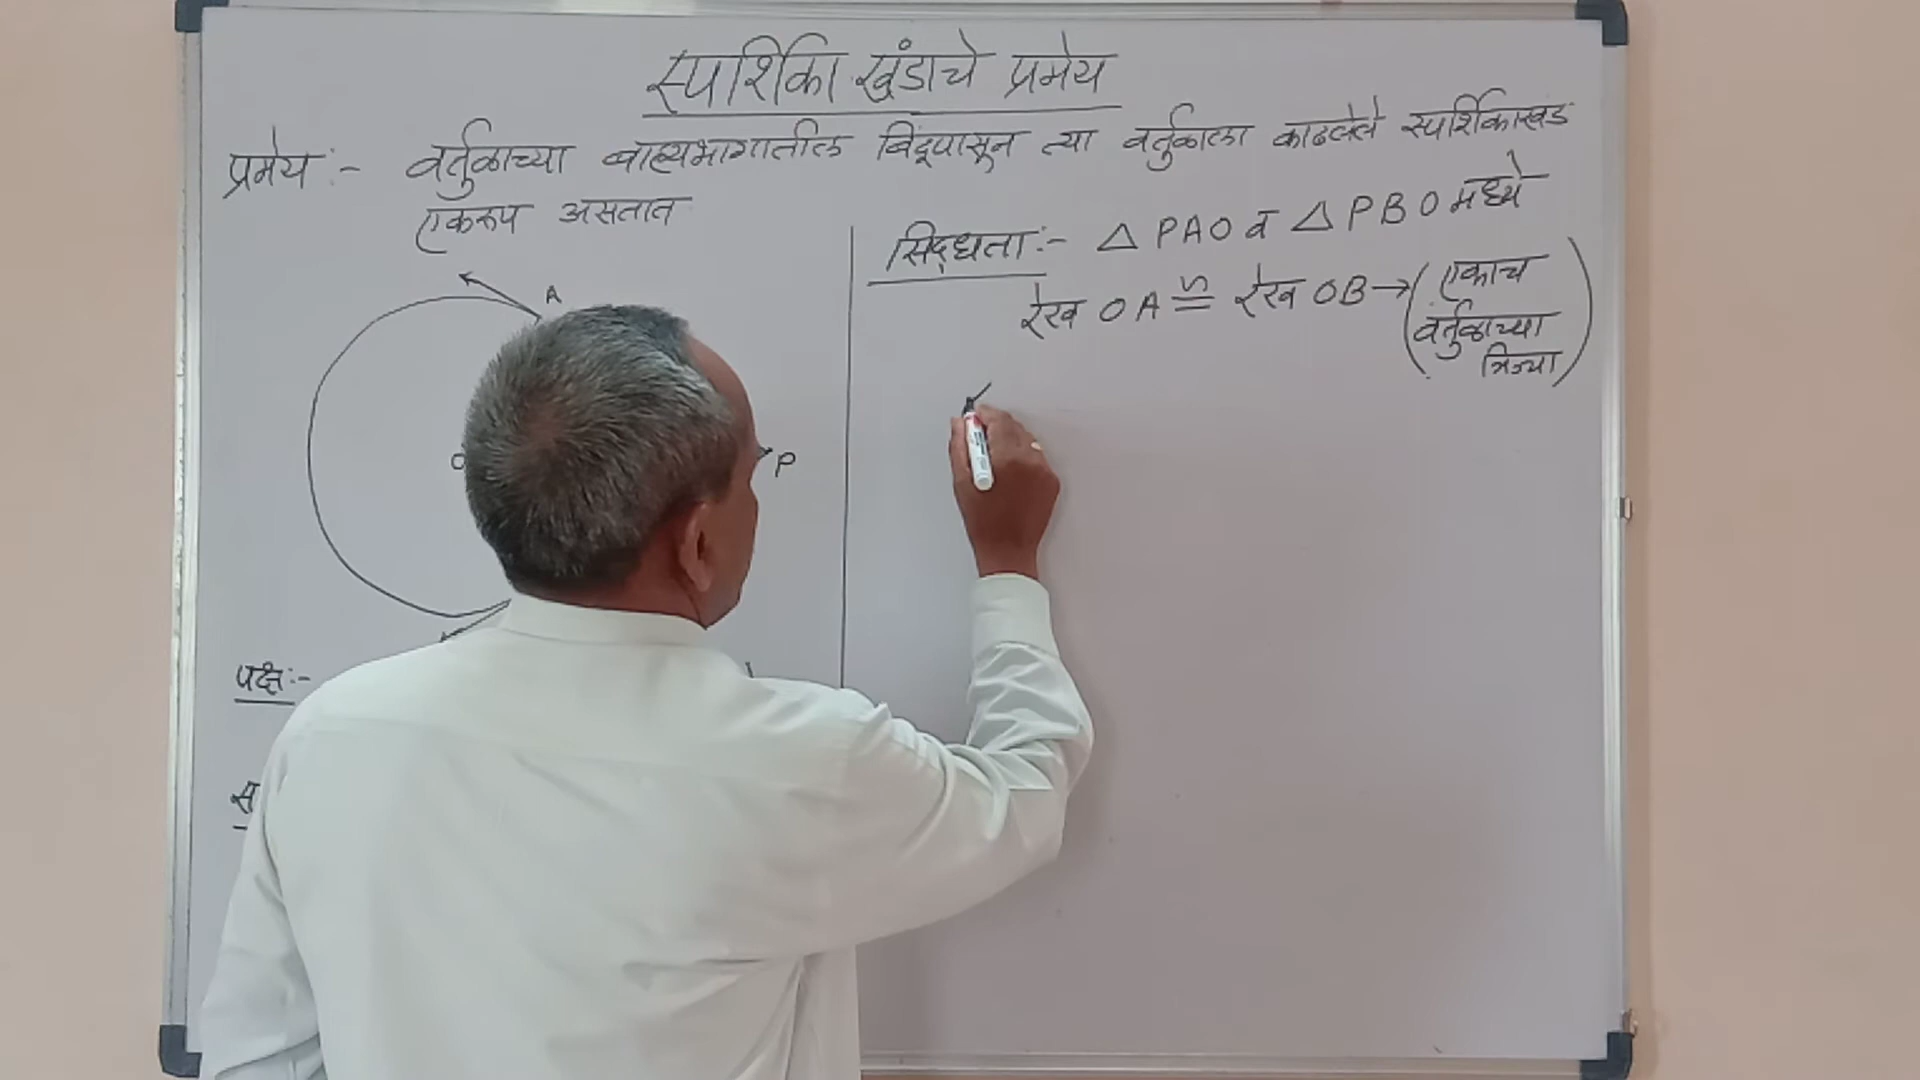 स्पर्शिका खंडाचे प्रमेय
प्रमेय :- वर्तुळाच्या बाह्यभागातील बिंदूपासून त्या वर्तुळाला काढलेले स्पर्शिकाखंड
एकरूप असतात
सिद्धता :- △ PAO व △ PBO मध्ये
रेख OA ≅ रेख OB → (एकाच
वर्तुळाच्या
त्रिज्या)
A
P
पक्ष :-